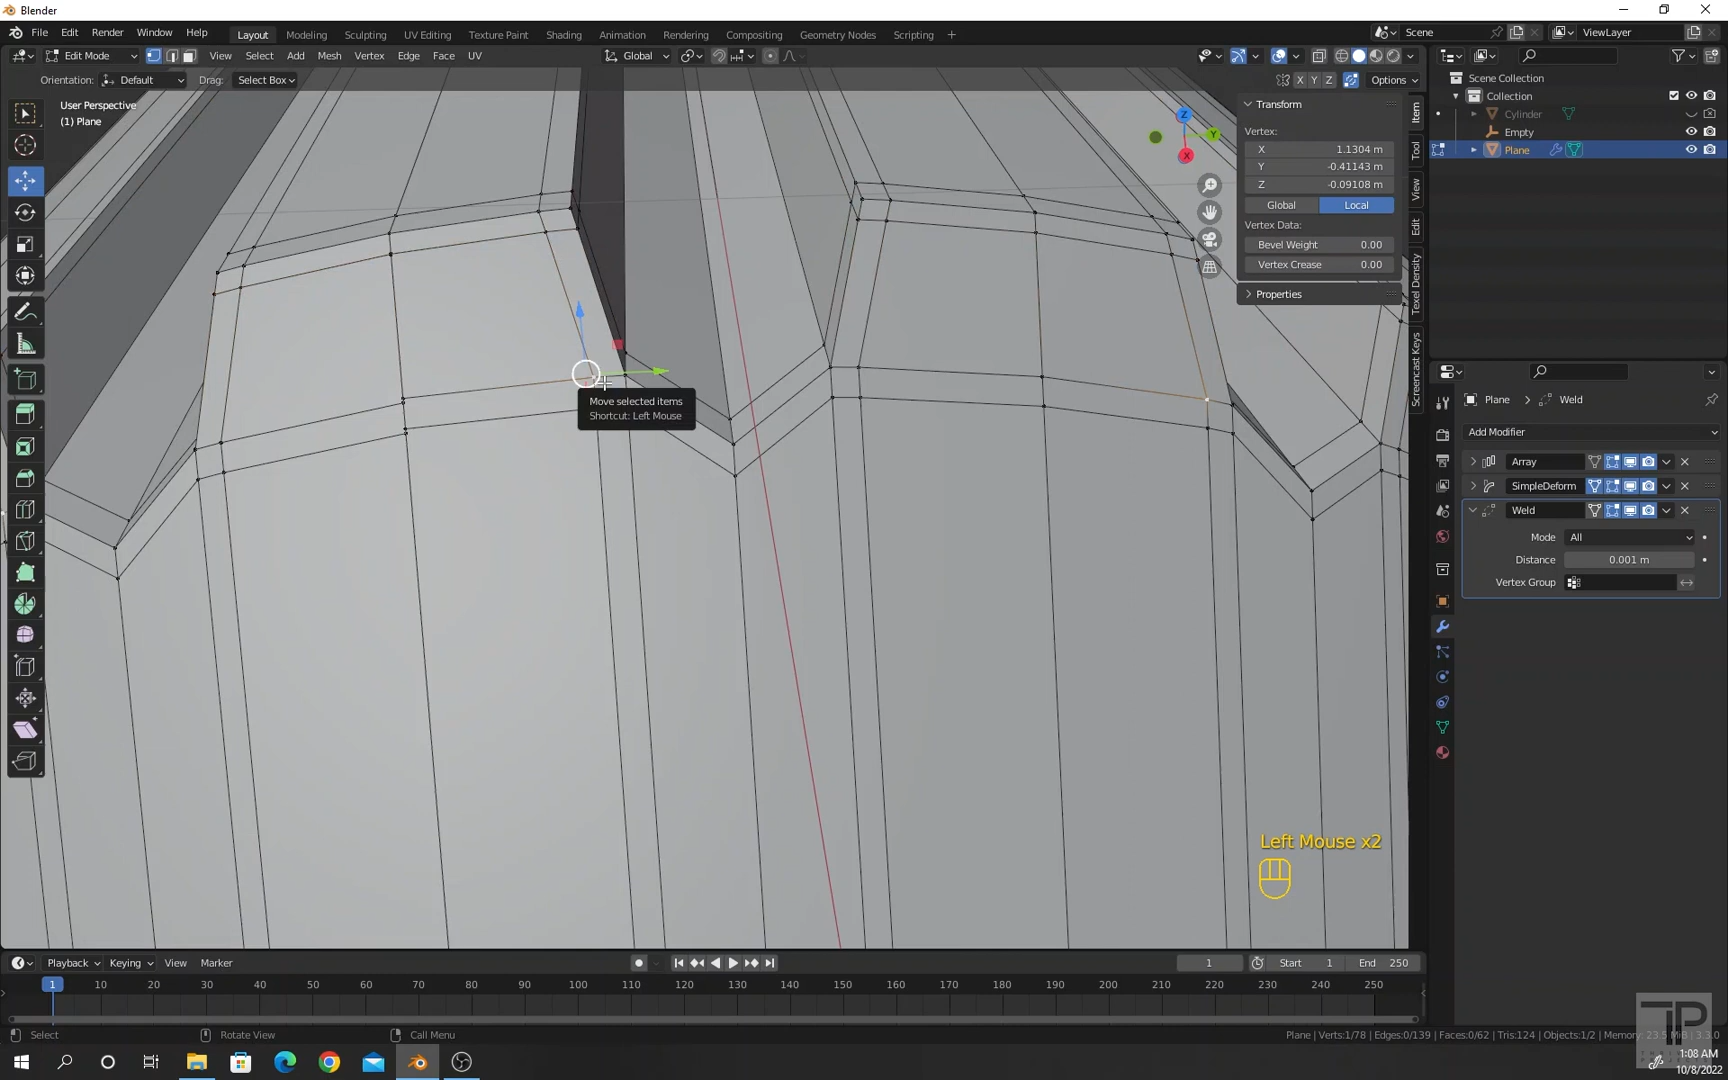 Blender
File Edit Render Window Help
Layout Modeling Sculpting UV Editing Texture Paint Shading Animation Rendering Compositing Geometry Nodes Scripting +
Scene
ViewLayer
Edit Mode View Select Add Mesh Vertex Edge Face UV
Global
Orientation: Default Drag: Select Box
X Y Z Options
User Perspective
(1) Plane
Transform
Vertex:
X 1.1304 m
Y -0.41143 m
Z -0.09108 m
Global Local
Vertex Data:
Bevel Weight 0.00
Vertex Crease 0.00
Properties
Item
Tool
View
Edit
Texel Density
Screencast Keys
Z
Y
X
Scene Collection
Collection
Cylinder
Empty
Plane
Plane > Weld
Add Modifier
Array
SimpleDeform
Weld
Mode All
Distance 0.001 m
Vertex Group
Move selected items
Shortcut: Left Mouse
Left Mouse x2
Playback Keying View Marker
1 Start 1 End 250
1 10 20 30 40 50 60 70 80 90 100 110 120 130 140 150 160 170 180 190 200 210 220 230 240 250
Select Rotate View Call Menu
Plane | Verts:1/78 | Edges:0/139 | Faces:0/62 | Tris:124 | Objects:1/2 | Memory: 23.5 3.3.0
TP
1:08 AM
10/8/2022